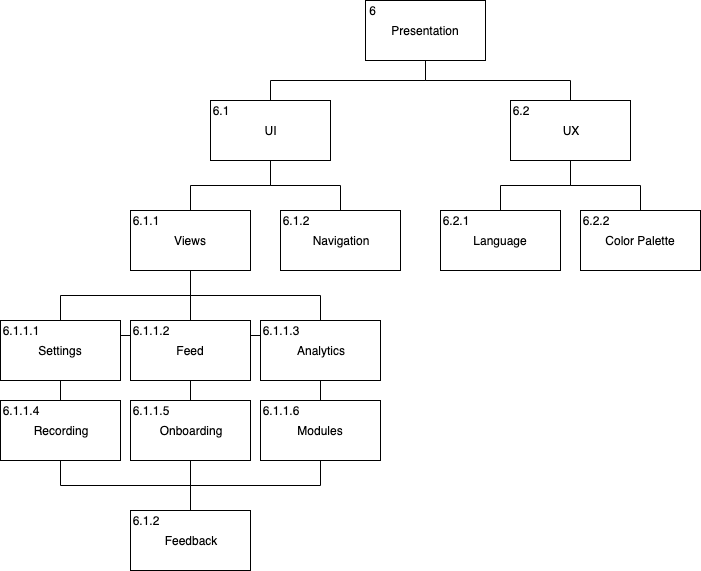 6
Presentation
6.1
UI
6.2
UX
6.1.1
Views
6.1.2
Navigation
6.2.1
Language
6.2.2
Color Palette
6.1.1.1
Settings
6.1.1.2
Feed
6.1.1.3
Analytics
6.1.1.4
Recording
6.1.1.5
Onboarding
6.1.1.6
Modules
6.1.2
Feedback